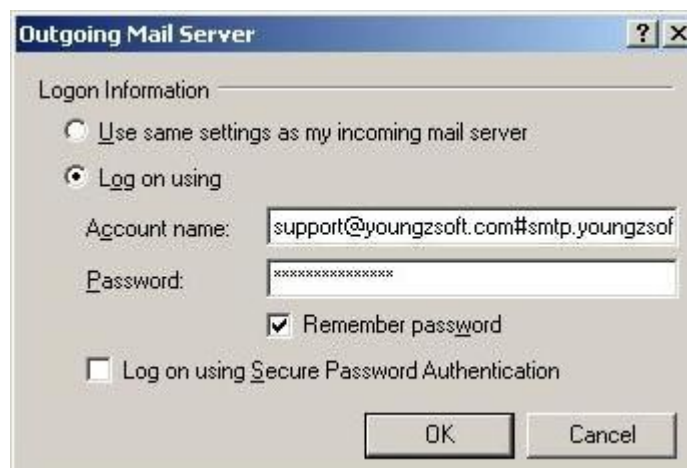 Outgoing Mail Server
Logon Information
Use same settings as my incoming mail server
Log on using
Account name: support@youngzsoft.com#smtp.youngzsof
Password: ***************
Remember password
Log on using Secure Password Authentication
OK Cancel